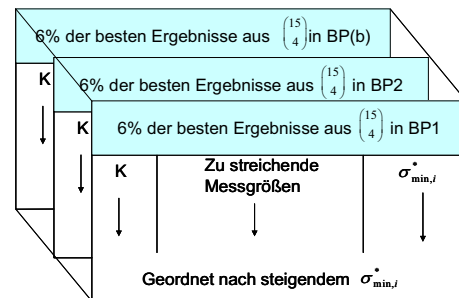 6% der besten Ergebnisse aus (15 4) in BP(b)
K
6% der besten Ergebnisse aus (15 4) in BP2
K
6% der besten Ergebnisse aus (15 4) in BP1
K
Zu streichende
Messgrößen
σ*min,i
Geordnet nach steigendem σ*min,i